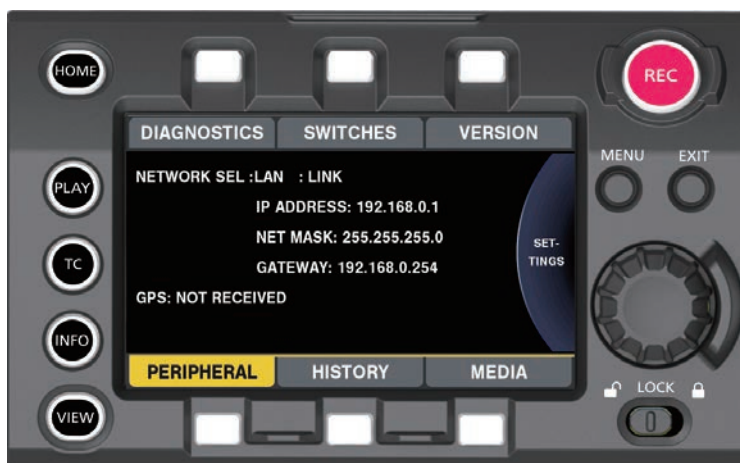 HOME
REC
DIAGNOSTICS SWITCHES VERSION
MENU EXIT
NETWORK SEL :LAN : LINK
PLAY
IP ADDRESS: 192.168.0.1
NET MASK: 255.255.255.0
SET-
TINGS
TC
GATEWAY: 192.168.0.254
GPS: NOT RECEIVED
INFO
PERIPHERAL HISTORY MEDIA
LOCK
VIEW
0